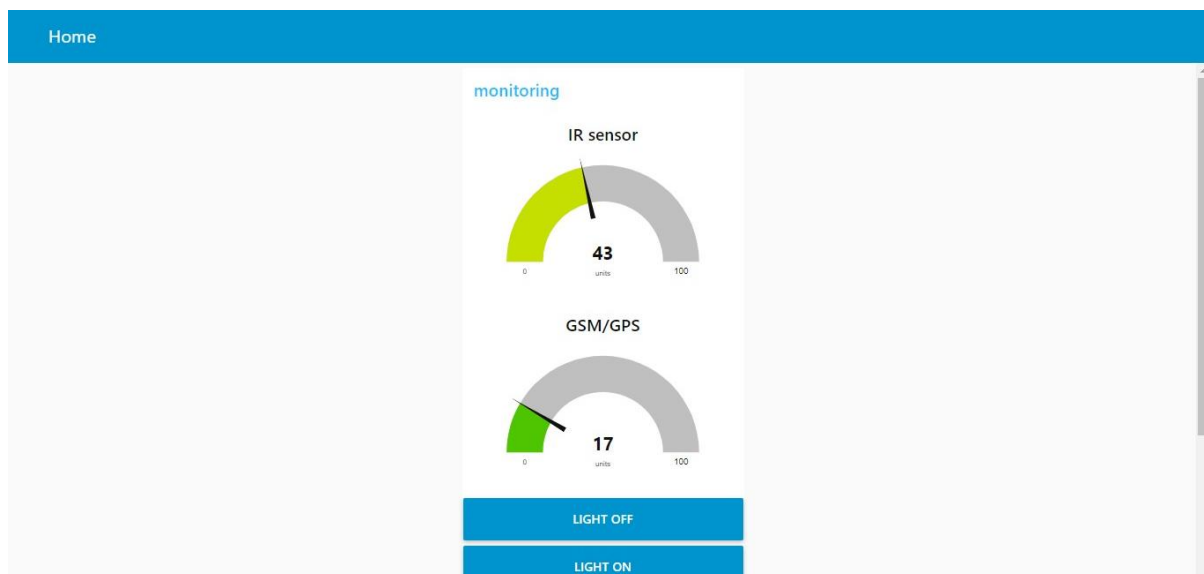 Home
monitoring
IR sensor
43
0 units 100
GSM/GPS
17
0 units 100
LIGHT OFF
LIGHT ON